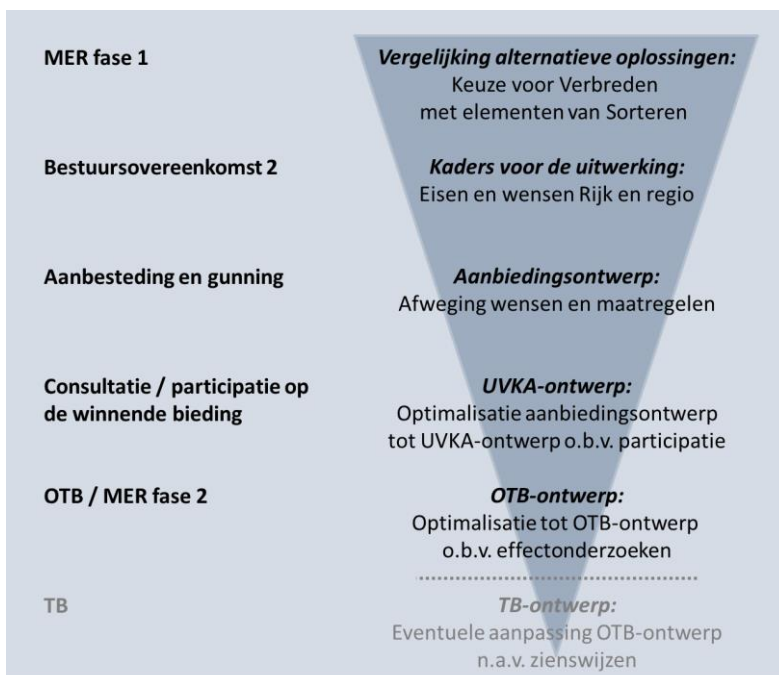 MER fase 1
Vergelijking alternatieve oplossingen:
Keuze voor Verbreden
met elementen van Sorteren
Bestuursovereenkomst 2
Kaders voor de uitwerking:
Eisen en wensen Rijk en regio
Aanbesteding en gunning
Aanbiedingsontwerp:
Afweging wensen en maatregelen
Consultatie / participatie op
de winnende bieding
UVKA-ontwerp:
Optimalisatie aanbiedingsontwerp
tot UVKA-ontwerp o.b.v. participatie
OTB / MER fase 2
OTB-ontwerp:
Optimalisatie tot OTB-ontwerp
o.b.v. effectonderzoeken
TB
TB-ontwerp:
Eventuele aanpassing OTB-ontwerp
n.a.v. zienswijzen